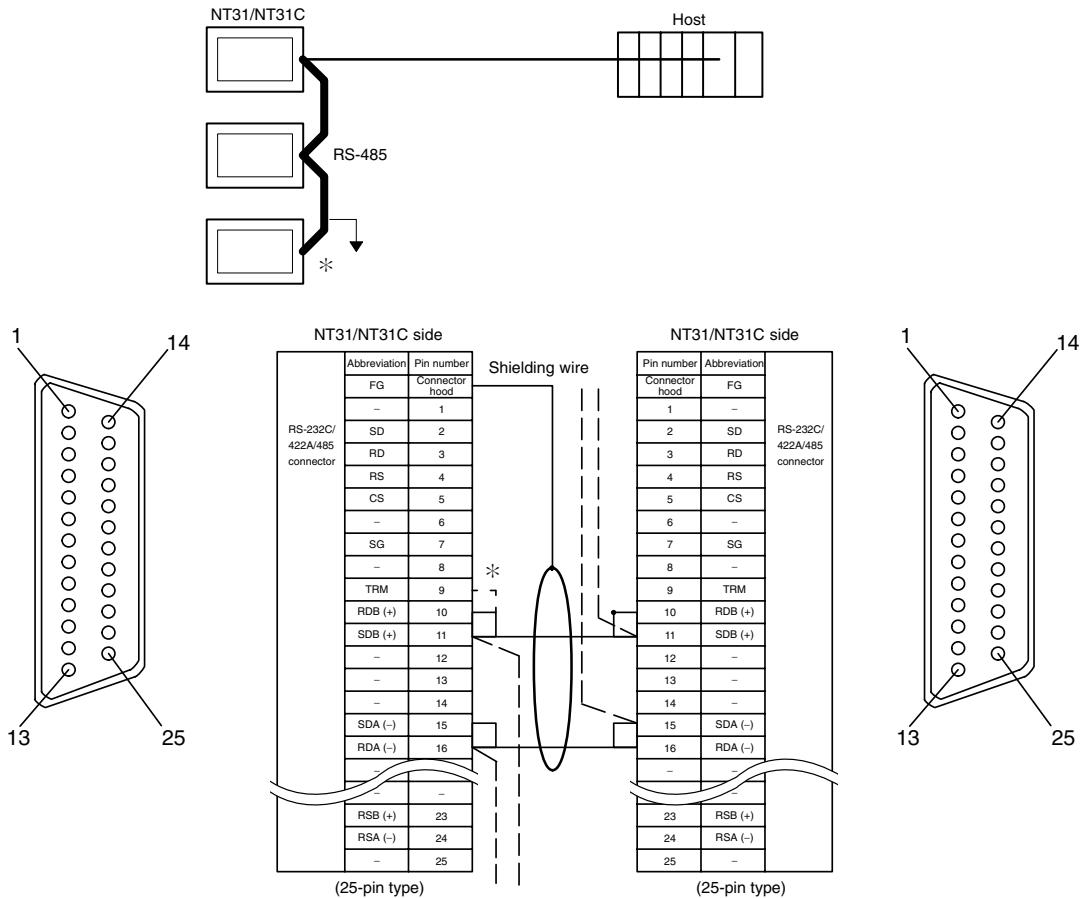 NT31/NT31C
Host
RS-485
*
1
14
13
25
NT31/NT31C side
Abbreviation Pin number
FG Connector hood
– 1
RS-232C/
422A/485
connector
SD 2
RD 3
RS 4
CS 5
– 6
SG 7
– 8
TRM 9
RDB (+) 10
SDB (+) 11
– 12
– 13
– 14
SDA (–) 15
RDA (–) 16
– –
– –
RSB (+) 23
RSA (–) 24
– 25
(25-pin type)
Shielding wire
*
NT31/NT31C side
Pin number Abbreviation
Connector hood FG
1 –
2 SD
3 RD
4 RS
5 CS
6 –
7 SG
8 –
9 TRM
10 RDB (+)
11 SDB (+)
12 –
13 –
14 –
15 SDA (–)
16 RDA (–)
– –
– –
23 RSB (+)
24 RSA (–)
25 –
RS-232C/
422A/485
connector
(25-pin type)
1
14
13
25